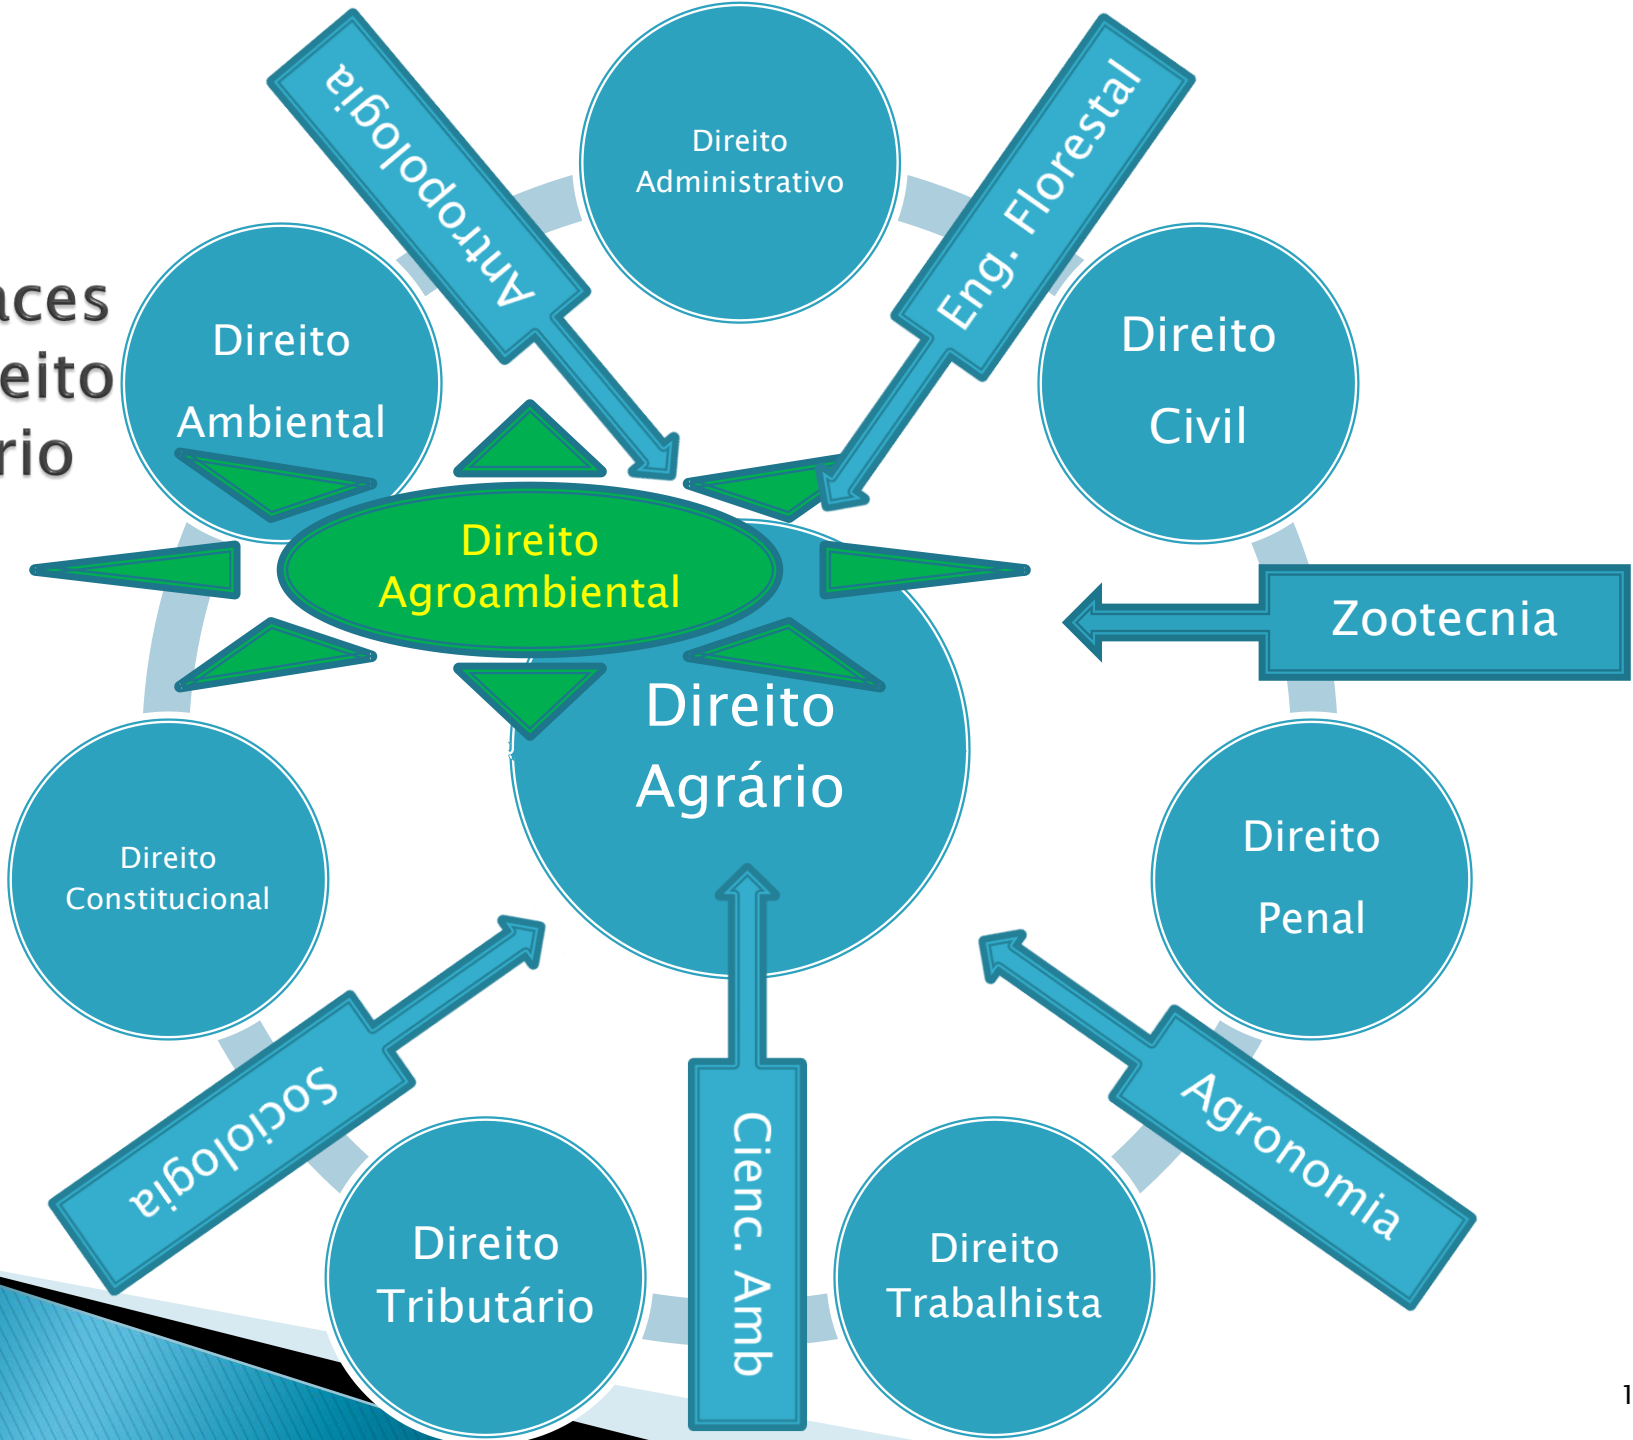 aces
eito
rio
Antropologia
Direito
Administrativo
Eng. Florestal
Direito
Ambiental
Direito
Civil
Direito
Agroambiental
Zootecnia
Direito
Agrário
Direito
Constitucional
Direito
Penal
Sociologia
Cienc. Amb
Agronomia
Direito
Tributário
Direito
Trabalhista
1